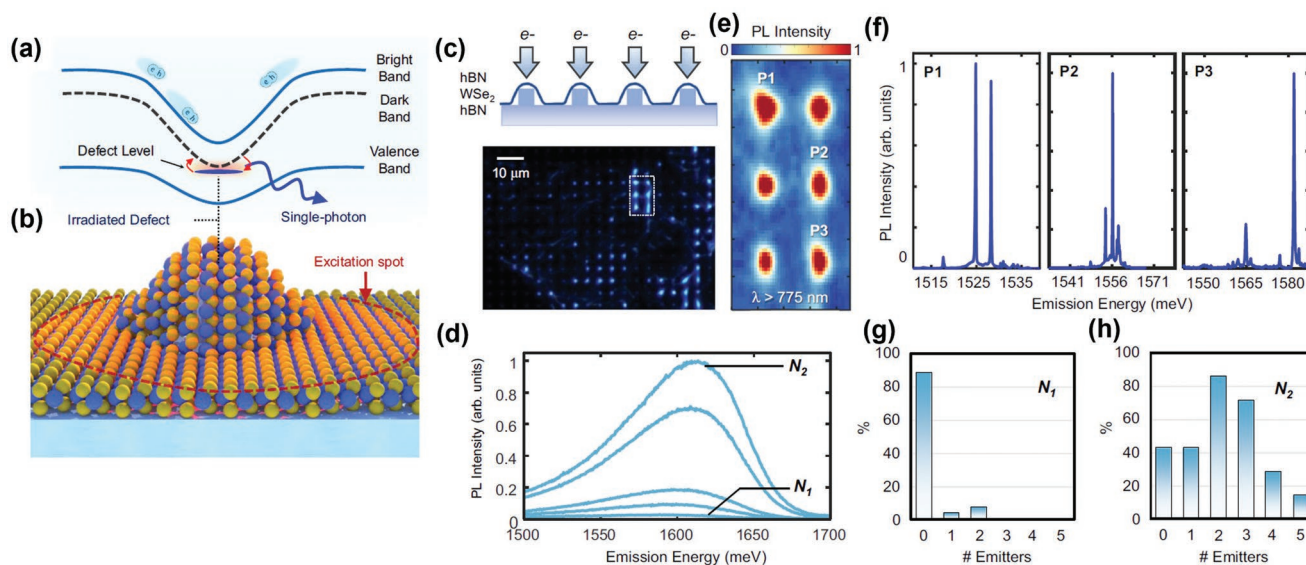 (a)
Bright
Band
Dark
Band
Defect Level
Valence
Band
e h
e h
e h
Irradiated Defect
Single-photon
(b)
Excitation spot
(c)
e- e- e- e-
hBN
WSe2
hBN
10 μm
(d)
PL Intensity (arb. units)
1
0.8
0.6
0.4
0.2
0
N2
N1
1500 1550 1600 1650 1700
Emission Energy (meV)
(e)
PL Intensity
0 1
P1
P2
P3
λ > 775 nm
(f)
PL Intensity (arb. units)
1
0
P1
P2
P3
1515 1525 1535
1541 1556 1571
1550 1565 1580
Emission Energy (meV)
(g)
%
100
80
60
40
20
0
N1
0 1 2 3 4 5
# Emitters
(h)
%
100
80
60
40
20
0
N2
0 1 2 3 4 5
# Emitters